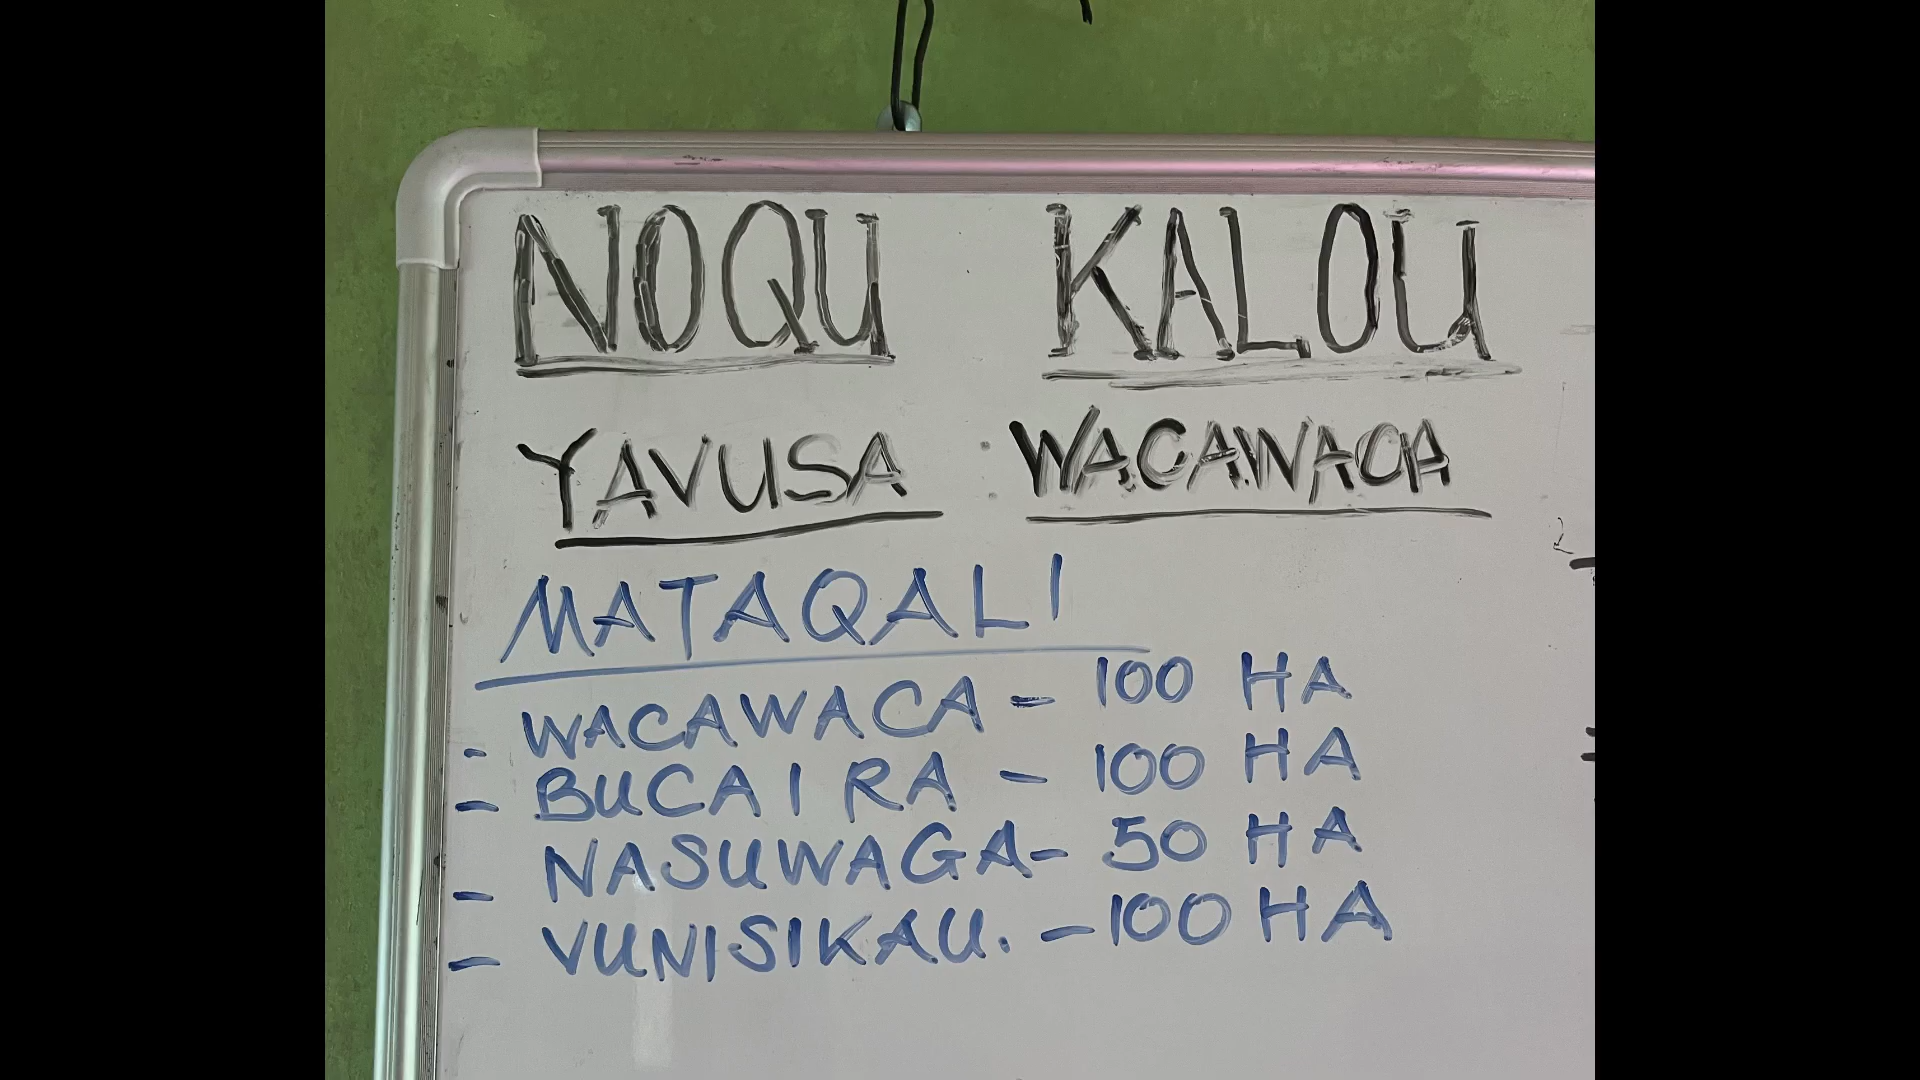 NOQU KALOU
YAVUSA WACAWACA
MATAQALI
- WACAWACA - 100 HA
- BUCAIRA - 100 HA
- NASUWAGA - 50 HA
- VUNISIKAU. - 100 HA